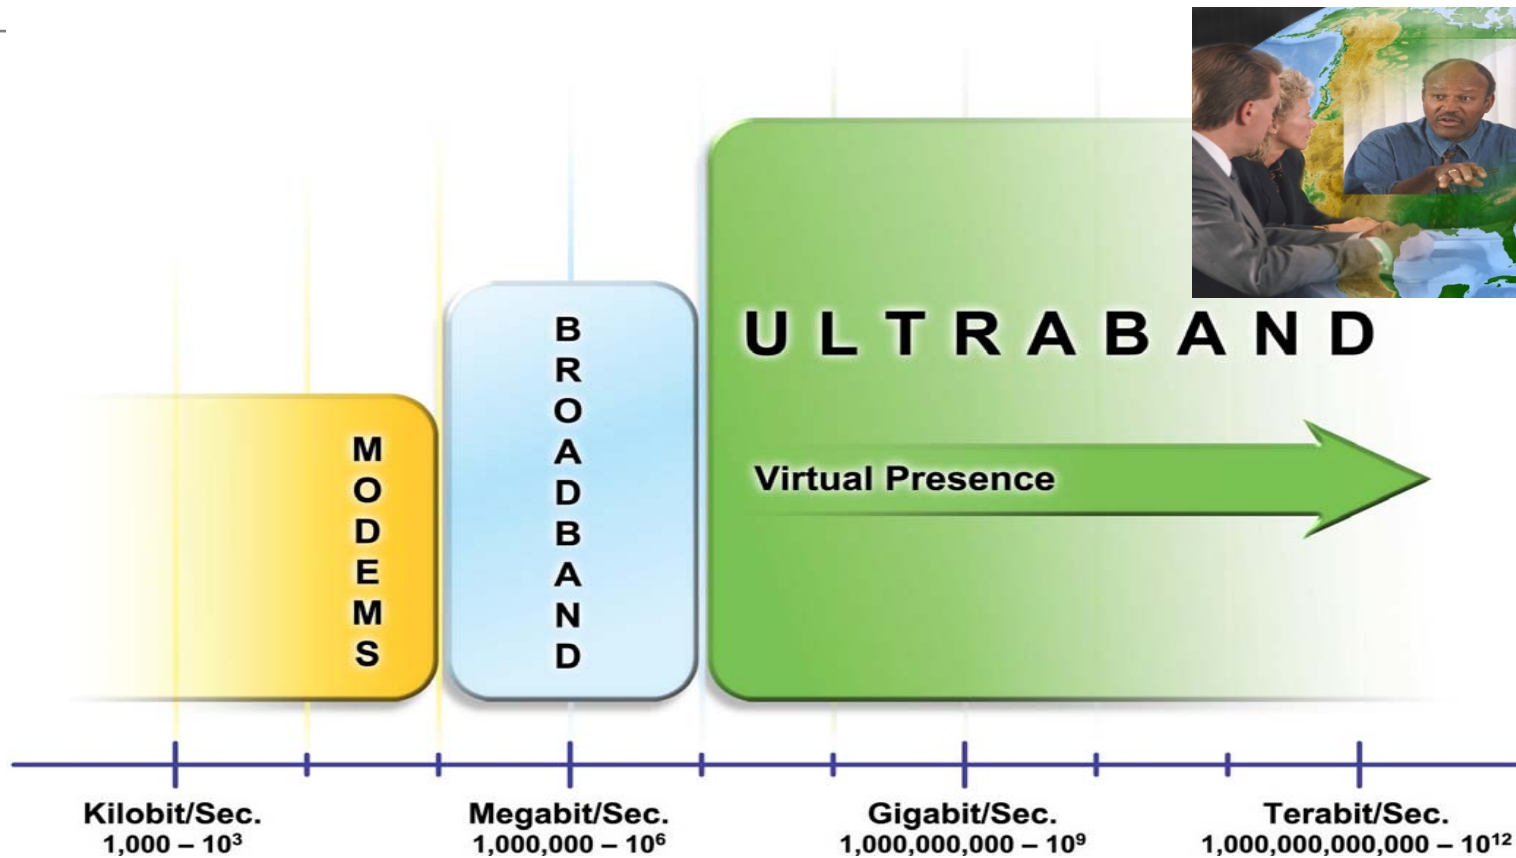 MODEMS
BROADBAND
ULTRABAND
Virtual Presence
Kilobit/Sec.
1,000 – 10³
Megabit/Sec.
1,000,000 – 10⁶
Gigabit/Sec.
1,000,000,000 – 10⁹
Terabit/Sec.
1,000,000,000,000 – 10¹²